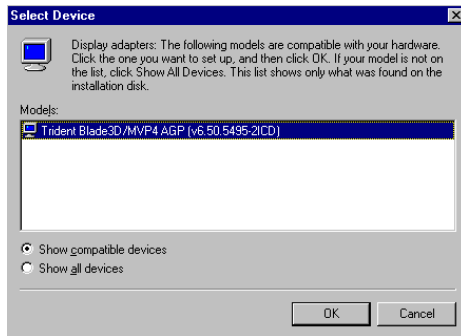 Select Device
Display adapters: The following models are compatible with your hardware.
Click the one you want to set up, and then click OK. If your model is not on
the list, click Show All Devices. This list shows only what was found on the
installation disk.
Models:
Trident Blade3D/MVP4 AGP (v6.50.5495-2ICD)
Show compatible devices
Show all devices
OK Cancel